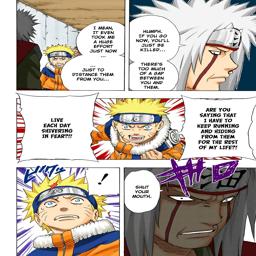 I MEAN,
IT EVEN
TOOK ME
A HUGE
EFFORT
JUST NOW
...
...
JUST TO
DISTANCE THEM
FROM YOU.
HUMPH.
IF YOU GO
NOW, YOU'LL
JUST BE
KILLED...
THERE'S TOO
MUCH OF
A GAP
BETWEEN YOU
AND THEM.
LIVE
EACH DAY
SHIVERING
IN FEAR?!!
ARE YOU
SAYING THAT
I HAVE TO
KEEP RUNNING
AND HIDING
FROM THEM
FOR THE REST
OF MY LIFE?!
!
SHUT
YOUR
MOUTH.